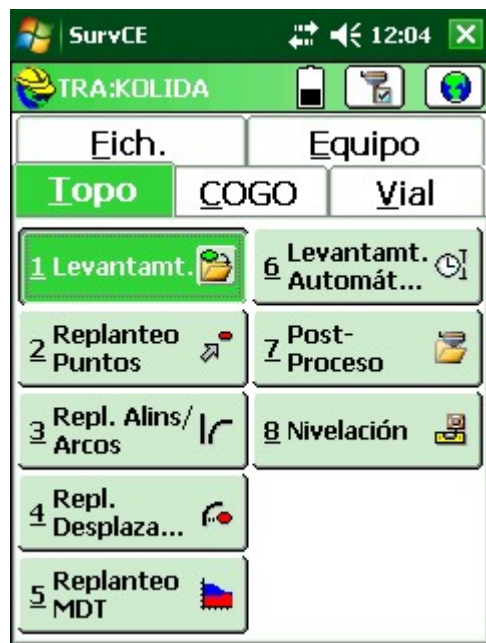 SurvCE 12:04
TRA:KOLIDA
Fich. Equipo
Topo COGO Vial
1 Levantamt.
6 Levantamt.
Automát...
2 Replanteo
Puntos
7 Post-
Proceso
3 Repl. Alins/
Arcos
8 Nivelación
4 Repl.
Desplaza...
5 Replanteo
MDT